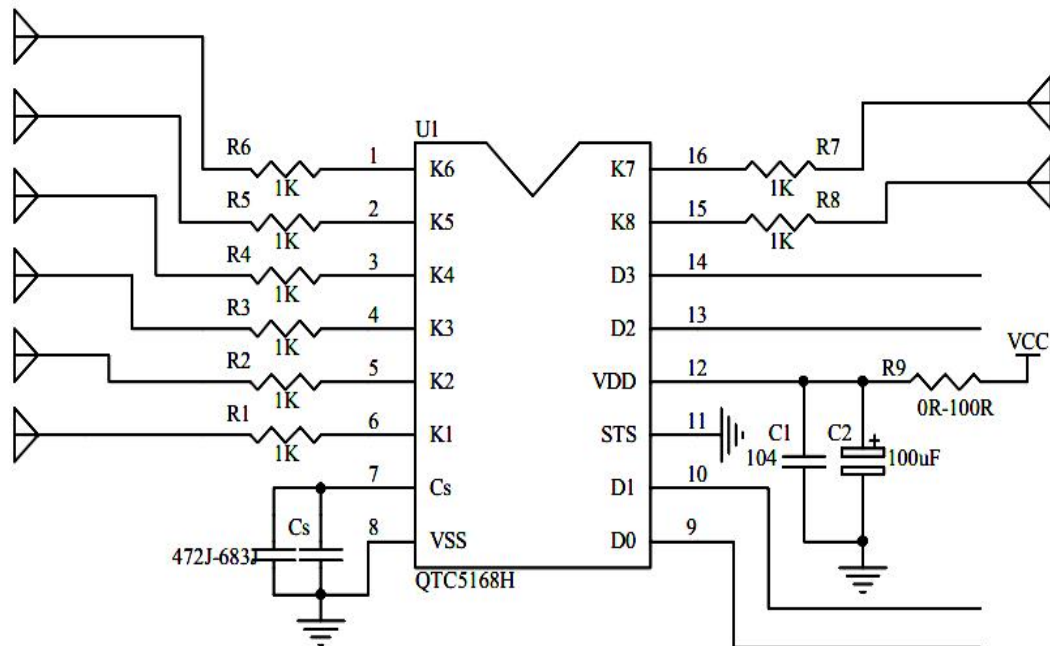 U1
R6 1 K6 K7 16 R7
1K 1K
R5 2 K5 K8 15 R8
1K 1K
R4 3 K4 D3 14
1K
R3 4 K3 D2 13
1K
VCC
R2 5 K2 VDD 12 R9
1K 0R-100R
R1 6 K1 STS 11 C1 C2 +
1K 104 100uF
7 Cs D1 10
Cs 8 VSS D0 9
472J-683J
QTC5168H